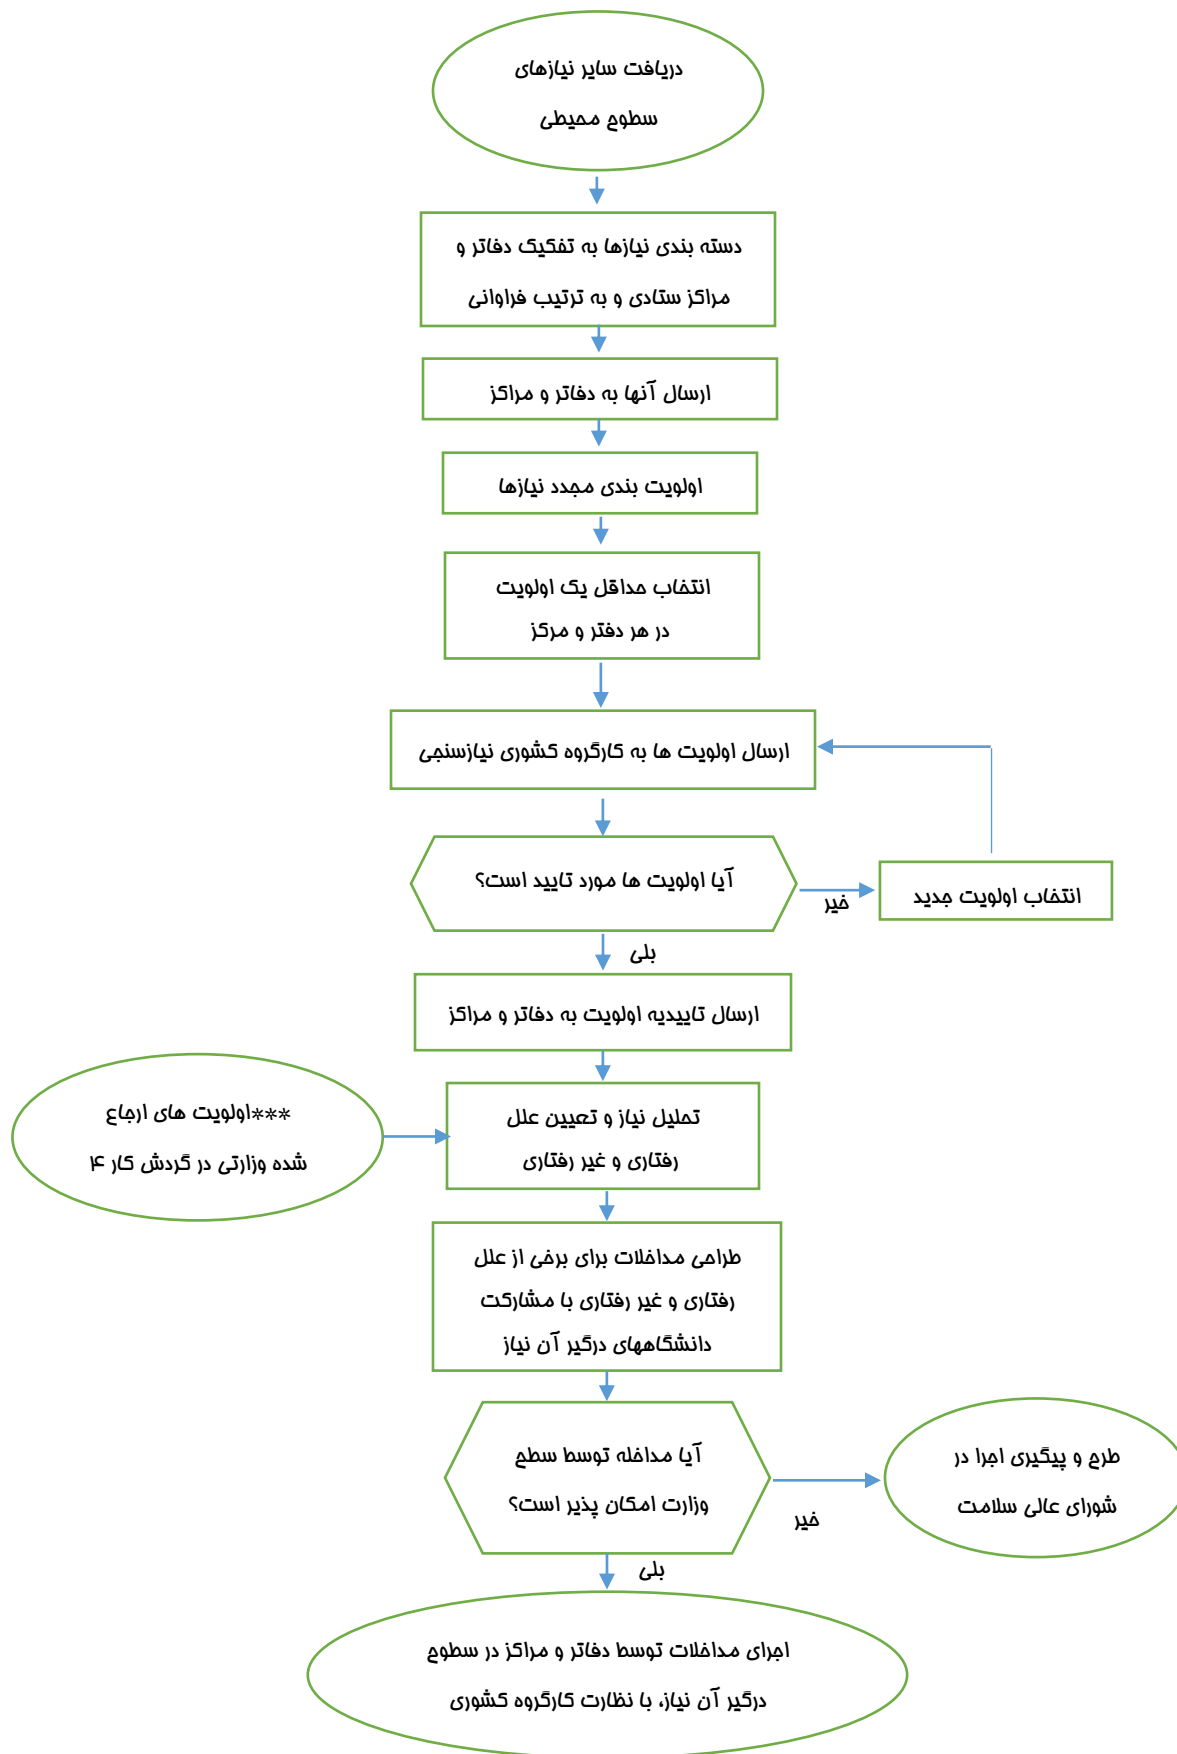 دریافت سایر نیازهای
سطوح محیطی
دسته بندی نیازها به تفکیک دفاتر و
مراکز ستادی و به ترتیب فراوانی
ارسال آنها به دفاتر و مراکز
اولویت بندی مجدد نیازها
انتخاب حداقل یک اولویت
در هر دفتر و مرکز
ارسال اولویت ها به کارگروه کشوری نیازسنجی
آیا اولویت ها مورد تایید است؟
خیر
انتخاب اولویت جدید
بلی
ارسال تاییدیه اولویت به دفاتر و مراکز
***اولویت های ارجاع
شده وزارتی در گردش کار ۴
تحلیل نیاز و تعیین علل
رفتاری و غیر رفتاری
طراحی مداخلات برای برخی از علل
رفتاری و غیر رفتاری با مشارکت
دانشگاههای درگیر آن نیاز
آیا مداخله توسط سطح
وزارت امکان پذیر است؟
خیر
طرح و پیگیری اجرا در
شورای عالی سلامت
بلی
اجرای مداخلات توسط دفاتر و مراکز در سطوح
درگیر آن نیاز، با نظارت کارگروه کشوری